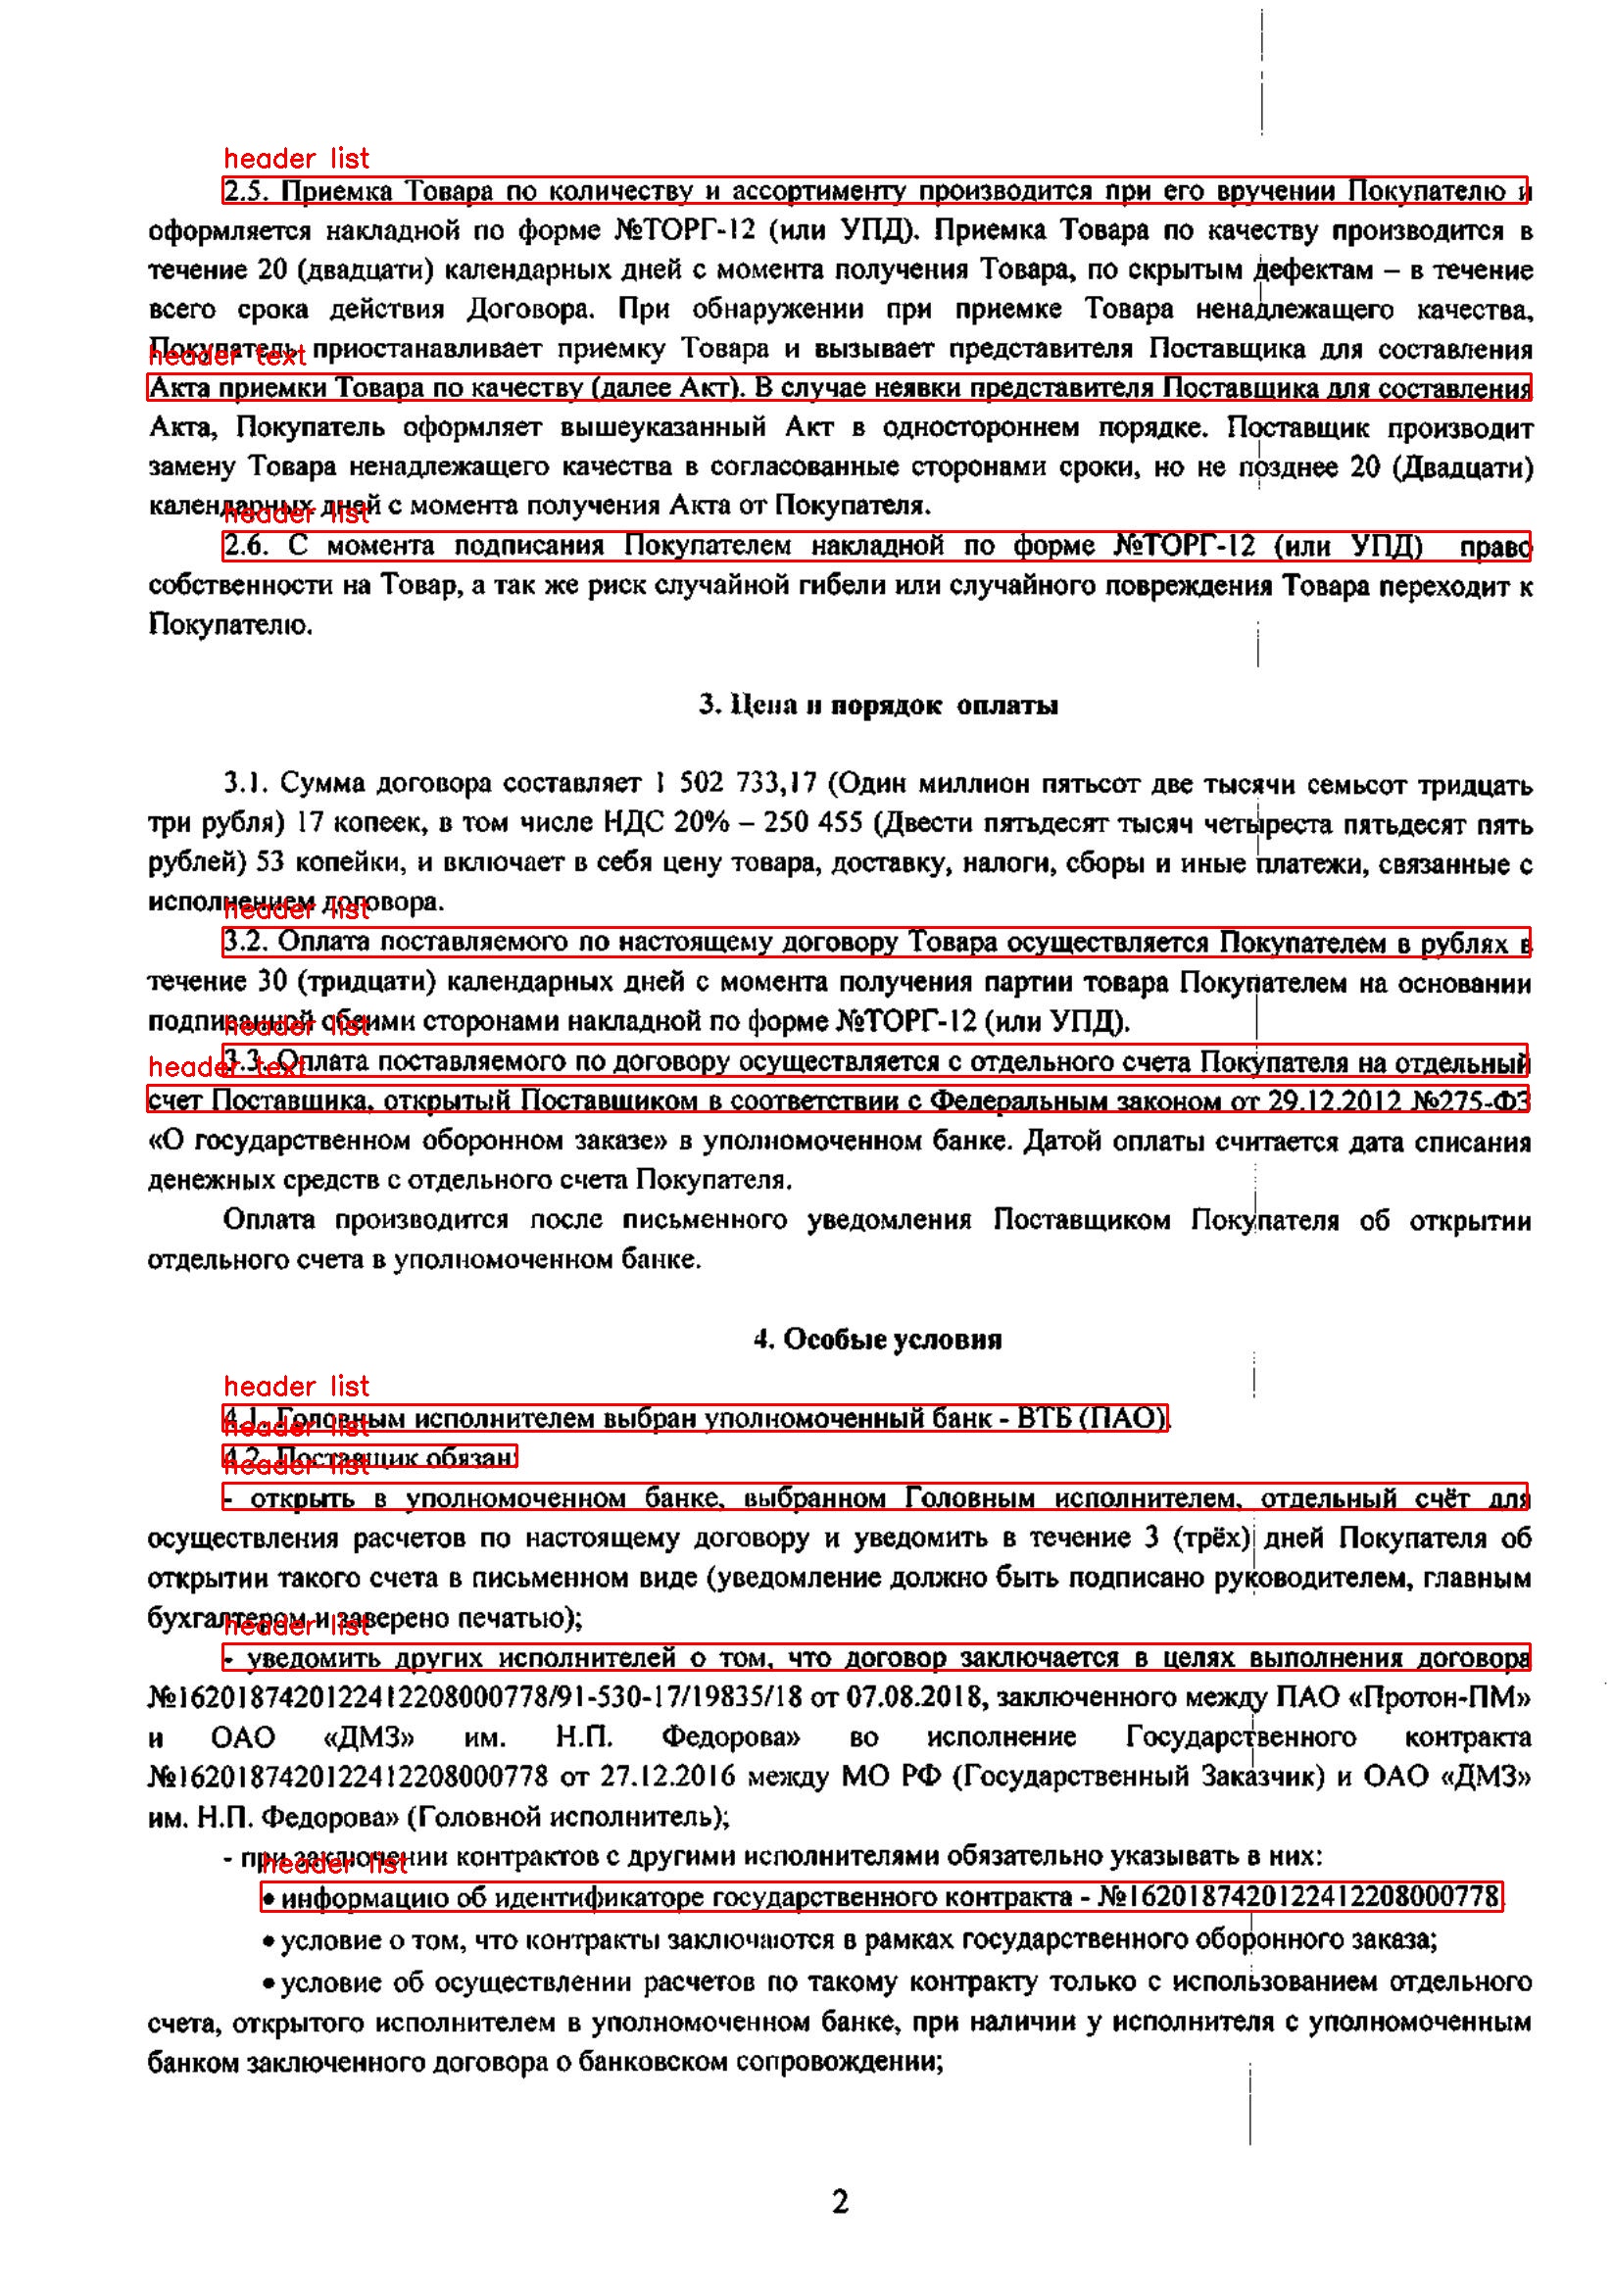 header list
2.5. Приемка Товара по количеству и ассортименту производится при его вручении Покупателю и
оформляется накладной по форме №ТОРГ-12 (или УПД). Приемка Товара по качеству производится в
течение 20 (двадцати) календарных дней с момента получения Товара, по скрытым дефектам – в течение
всего срока действия Договора. При обнаружении при приемке Товара ненадлежащего качества,
Покупатель приостанавливает приемку Товара и вызывает представителя Поставщика для составления
header text
Акта приемки Товара по качеству (далее Акт). В случае неявки представителя Поставщика для составления
Акта, Покупатель оформляет вышеуказанный Акт в одностороннем порядке. Поставщик производит
замену Товара ненадлежащего качества в согласованные сторонами сроки, но не позднее 20 (Двадцати)
календарных дней с момента получения Акта от Покупателя.
header list
2.6. С момента подписания Покупателем накладной по форме №ТОРГ-12 (или УПД) право
собственности на Товар, а так же риск случайной гибели или случайного повреждения Товара переходит к
Покупателю.
3. Цена и порядок оплаты
3.1. Сумма договора составляет 1 502 733,17 (Один миллион пятьсот две тысячи семьсот тридцать
три рубля) 17 копеек, в том числе НДС 20% – 250 455 (Двести пятьдесят тысяч четыреста пятьдесят пять
рублей) 53 копейки, и включает в себя цену товара, доставку, налоги, сборы и иные платежи, связанные с
исполнением договора.
header list
3.2. Оплата поставляемого по настоящему договору Товара осуществляется Покупателем в рублях в
течение 30 (тридцати) календарных дней с момента получения партии товара Покупателем на основании
подписанной обеими сторонами накладной по форме №ТОРГ-12 (или УПД).
header list
3.3. Оплата поставляемого по договору осуществляется с отдельного счета Покупателя на отдельный
header text
счет Поставщика, открытый Поставщиком в соответствии с Федеральным законом от 29.12.2012 №275-ФЗ
«О государственном оборонном заказе» в уполномоченном банке. Датой оплаты считается дата списания
денежных средств с отдельного счета Покупателя.
Оплата производится после письменного уведомления Поставщиком Покупателя об открытии
отдельного счета в уполномоченном банке.
4. Особые условия
header list
4.1. Головным исполнителем выбран уполномоченный банк - ВТБ (ПАО).
header list
4.2. Поставщик обязан:
header list
- открыть в уполномоченном банке, выбранном Головным исполнителем, отдельный счёт для
осуществления расчетов по настоящему договору и уведомить в течение 3 (трёх) дней Покупателя об
открытии такого счета в письменном виде (уведомление должно быть подписано руководителем, главным
бухгалтером и заверено печатью);
header list
- уведомить других исполнителей о том, что договор заключается в целях выполнения договора
№1620187420122412208000778/91-530-17/19835/18 от 07.08.2018, заключенного между ПАО «Протон-ПМ»
и ОАО «ДМЗ» им. Н.П. Федорова» во исполнение Государственного контракта
№1620187420122412208000778 от 27.12.2016 между МО РФ (Государственный Заказчик) и ОАО «ДМЗ»
им. Н.П. Федорова» (Головной исполнитель);
- при заключении контрактов с другими исполнителями обязательно указывать в них:
header list
• информацию об идентификаторе государственного контракта - №1620187420122412208000778
• условие о том, что контракты заключаются в рамках государственного оборонного заказа;
• условие об осуществлении расчетов по такому контракту только с использованием отдельного
счета, открытого исполнителем в уполномоченном банке, при наличии у исполнителя с уполномоченным
банком заключенного договора о банковском сопровождении;
2